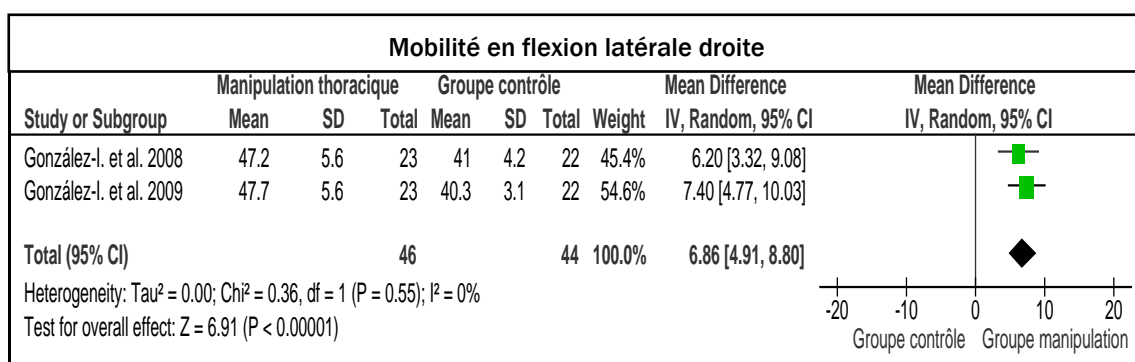 Mobilité en flexion latérale droite
Manipulation thoracique Groupe contrôle Mean Difference Mean Difference
Study or Subgroup Mean SD Total Mean SD Total Weight IV, Random, 95% CI IV, Random, 95% CI
González-I. et al. 2008 47.2 5.6 23 41 4.2 22 45.4% 6.20 [3.32, 9.08]
González-I. et al. 2009 47.7 5.6 23 40.3 3.1 22 54.6% 7.40 [4.77, 10.03]
Total (95% CI) 46 44 100.0% 6.86 [4.91, 8.80]
Heterogeneity: Tau² = 0.00; Chi² = 0.36, df = 1 (P = 0.55); I² = 0%
Test for overall effect: Z = 6.91 (P < 0.00001)
-20 -10 0 10 20
Groupe contrôle Groupe manipulation